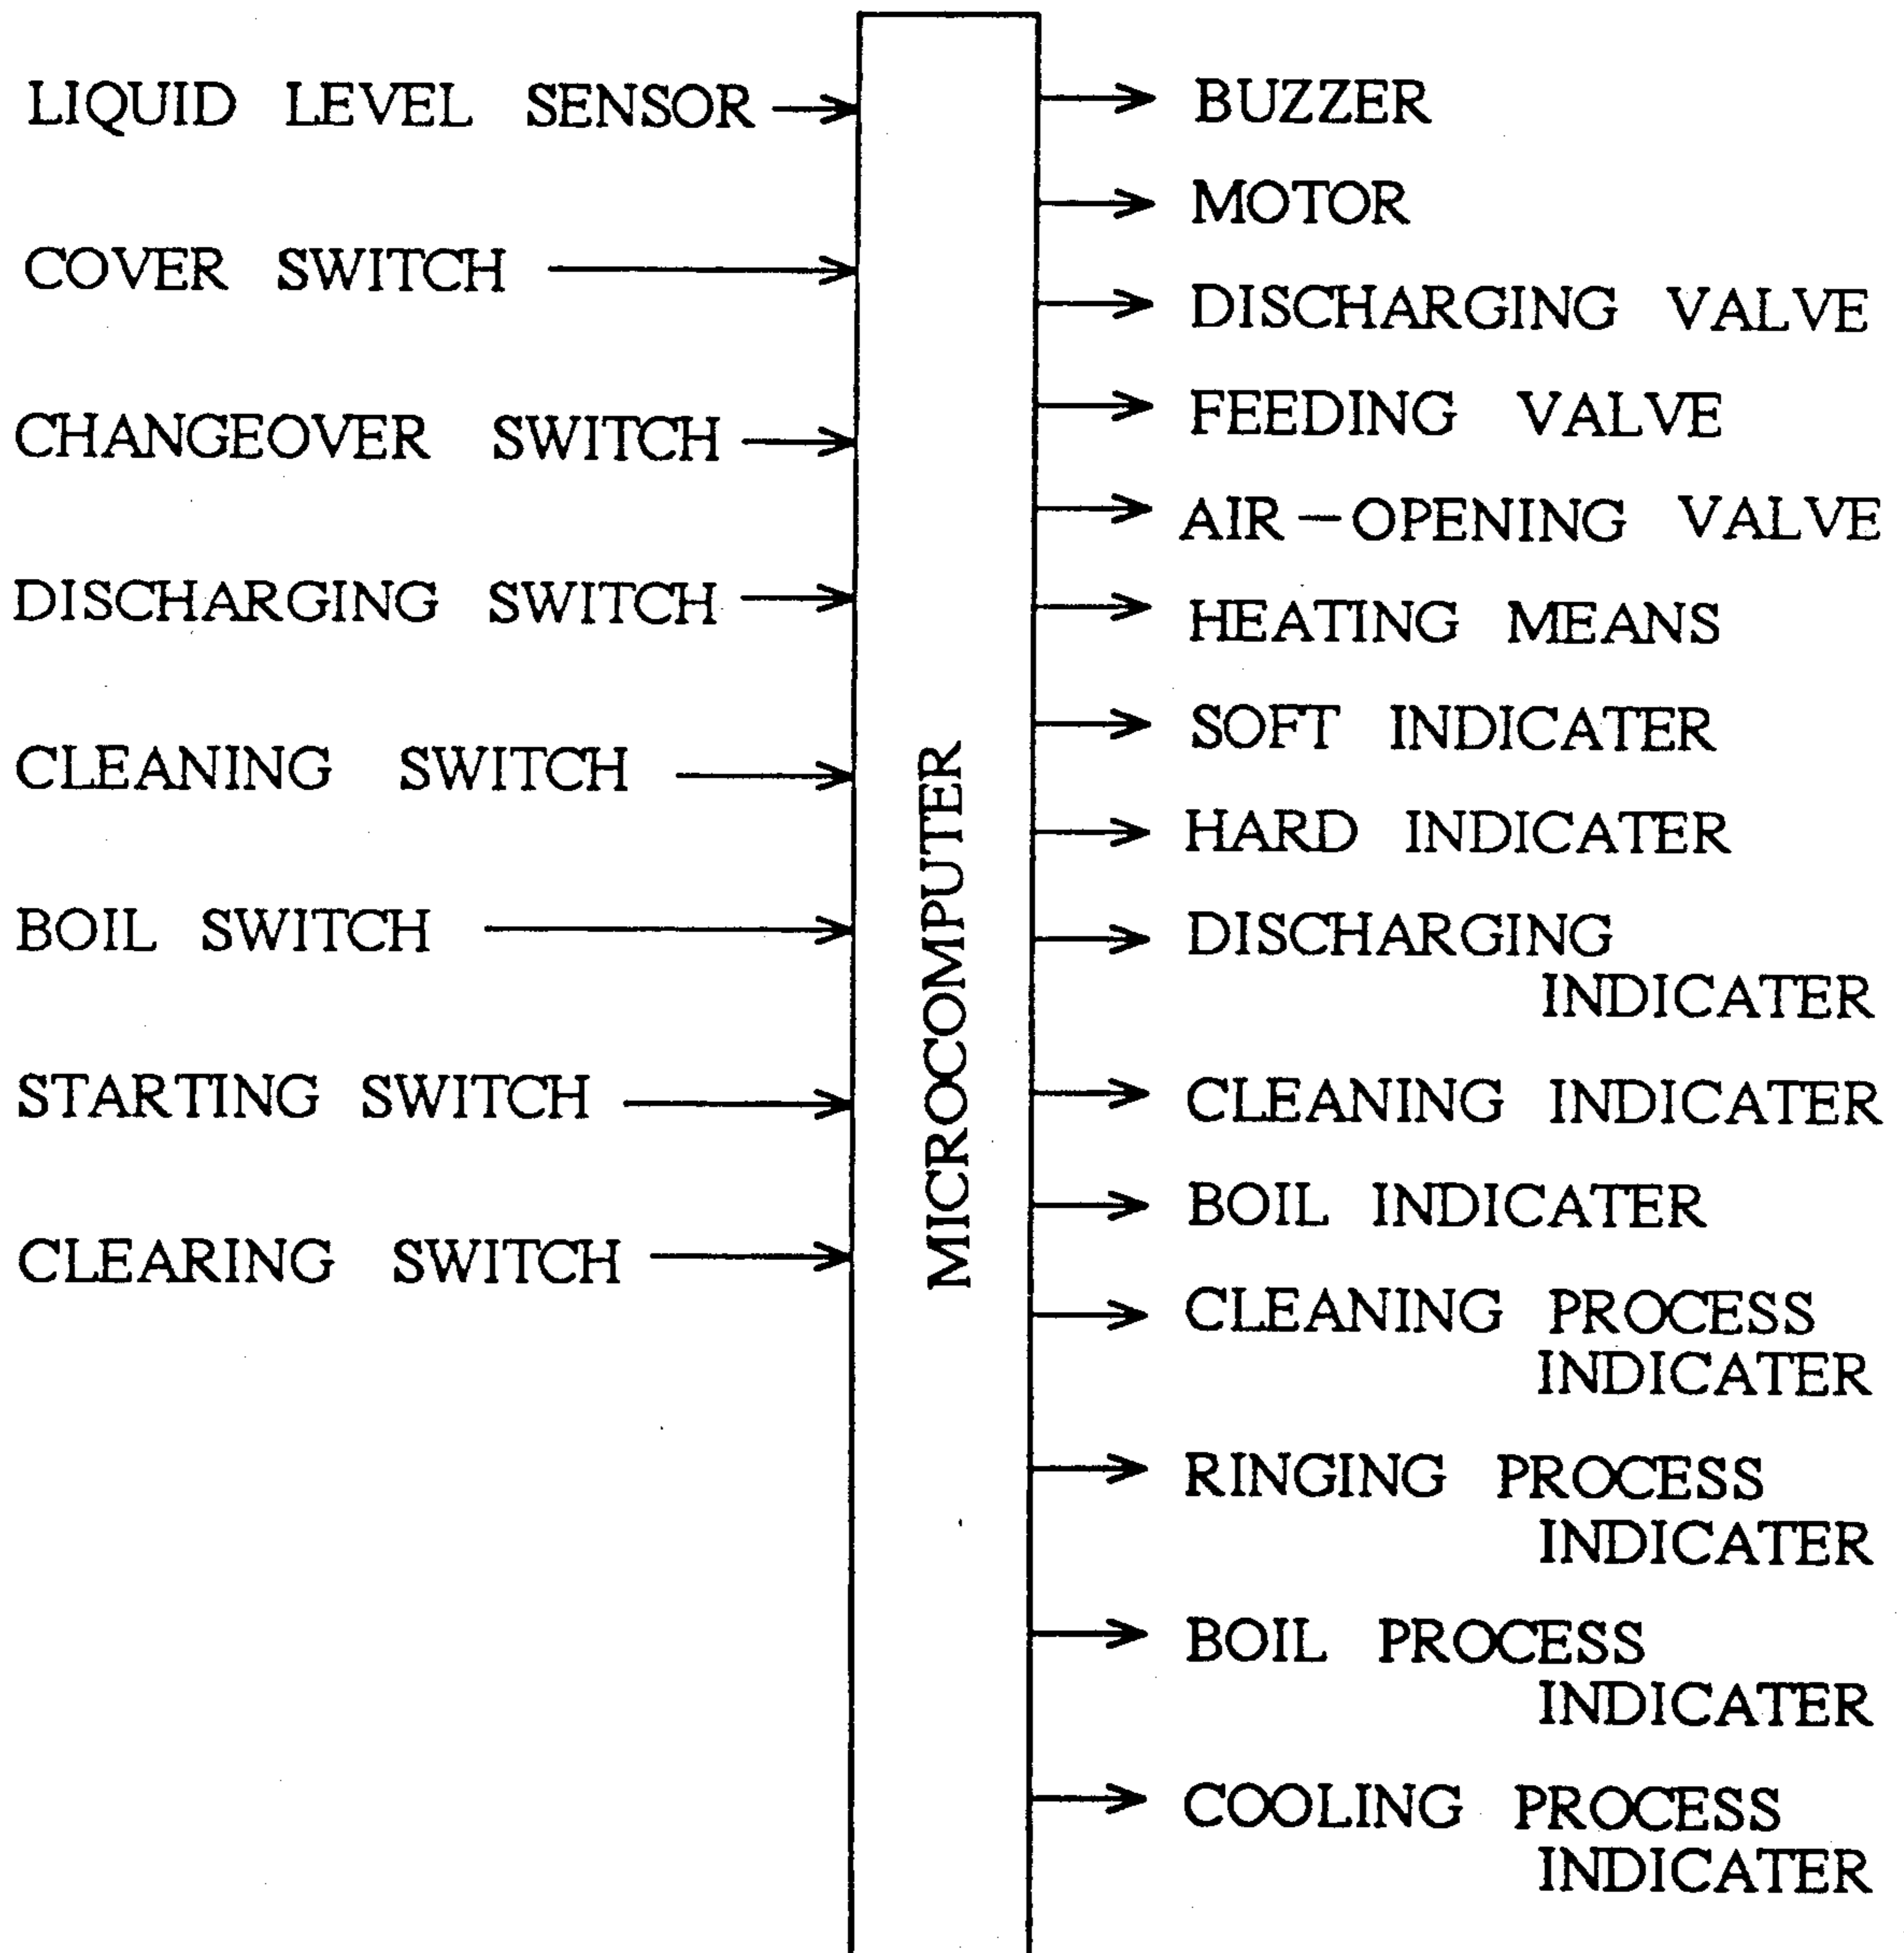 LIQUID LEVEL SENSOR
COVER SWITCH
CHANGEOVER SWITCH
DISCHARGING SWITCH
CLEANING SWITCH
BOIL SWITCH
STARTING SWITCH
CLEARING SWITCH
MICROCOMPUTER
BUZZER
MOTOR
DISCHARGING VALVE
FEEDING VALVE
AIR-OPENING VALVE
HEATING MEANS
SOFT INDICATER
HARD INDICATER
DISCHARGING
INDICATER
CLEANING INDICATER
BOIL INDICATER
CLEANING PROCESS
INDICATER
RINGING PROCESS
INDICATER
BOIL PROCESS
INDICATER
COOLING PROCESS
INDICATER